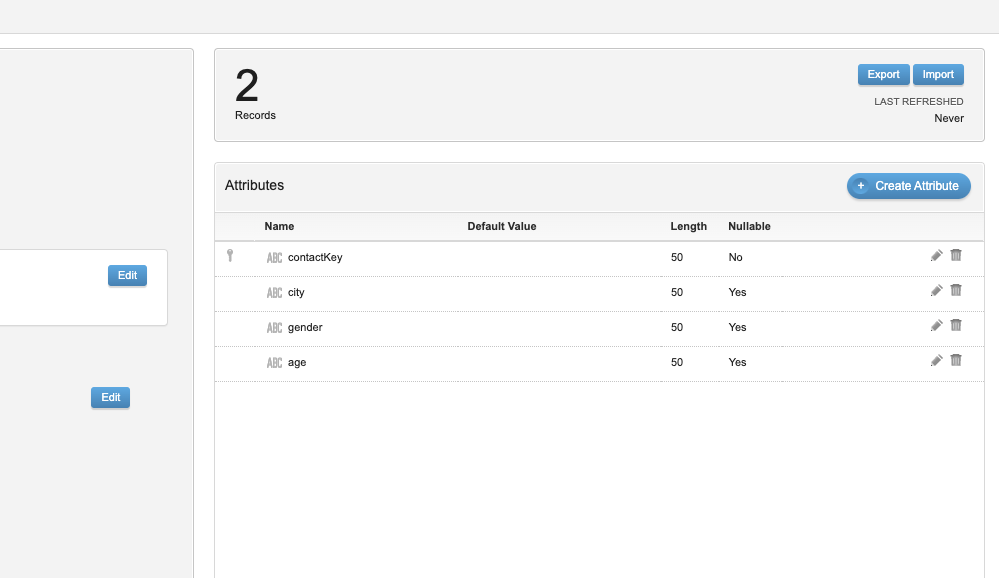 2
Records
Export Import
LAST REFRESHED
Never
Attributes
+ Create Attribute
Name Default Value Length Nullable
ABC contactKey 50 No
ABC city 50 Yes
ABC gender 50 Yes
ABC age 50 Yes
Edit
Edit